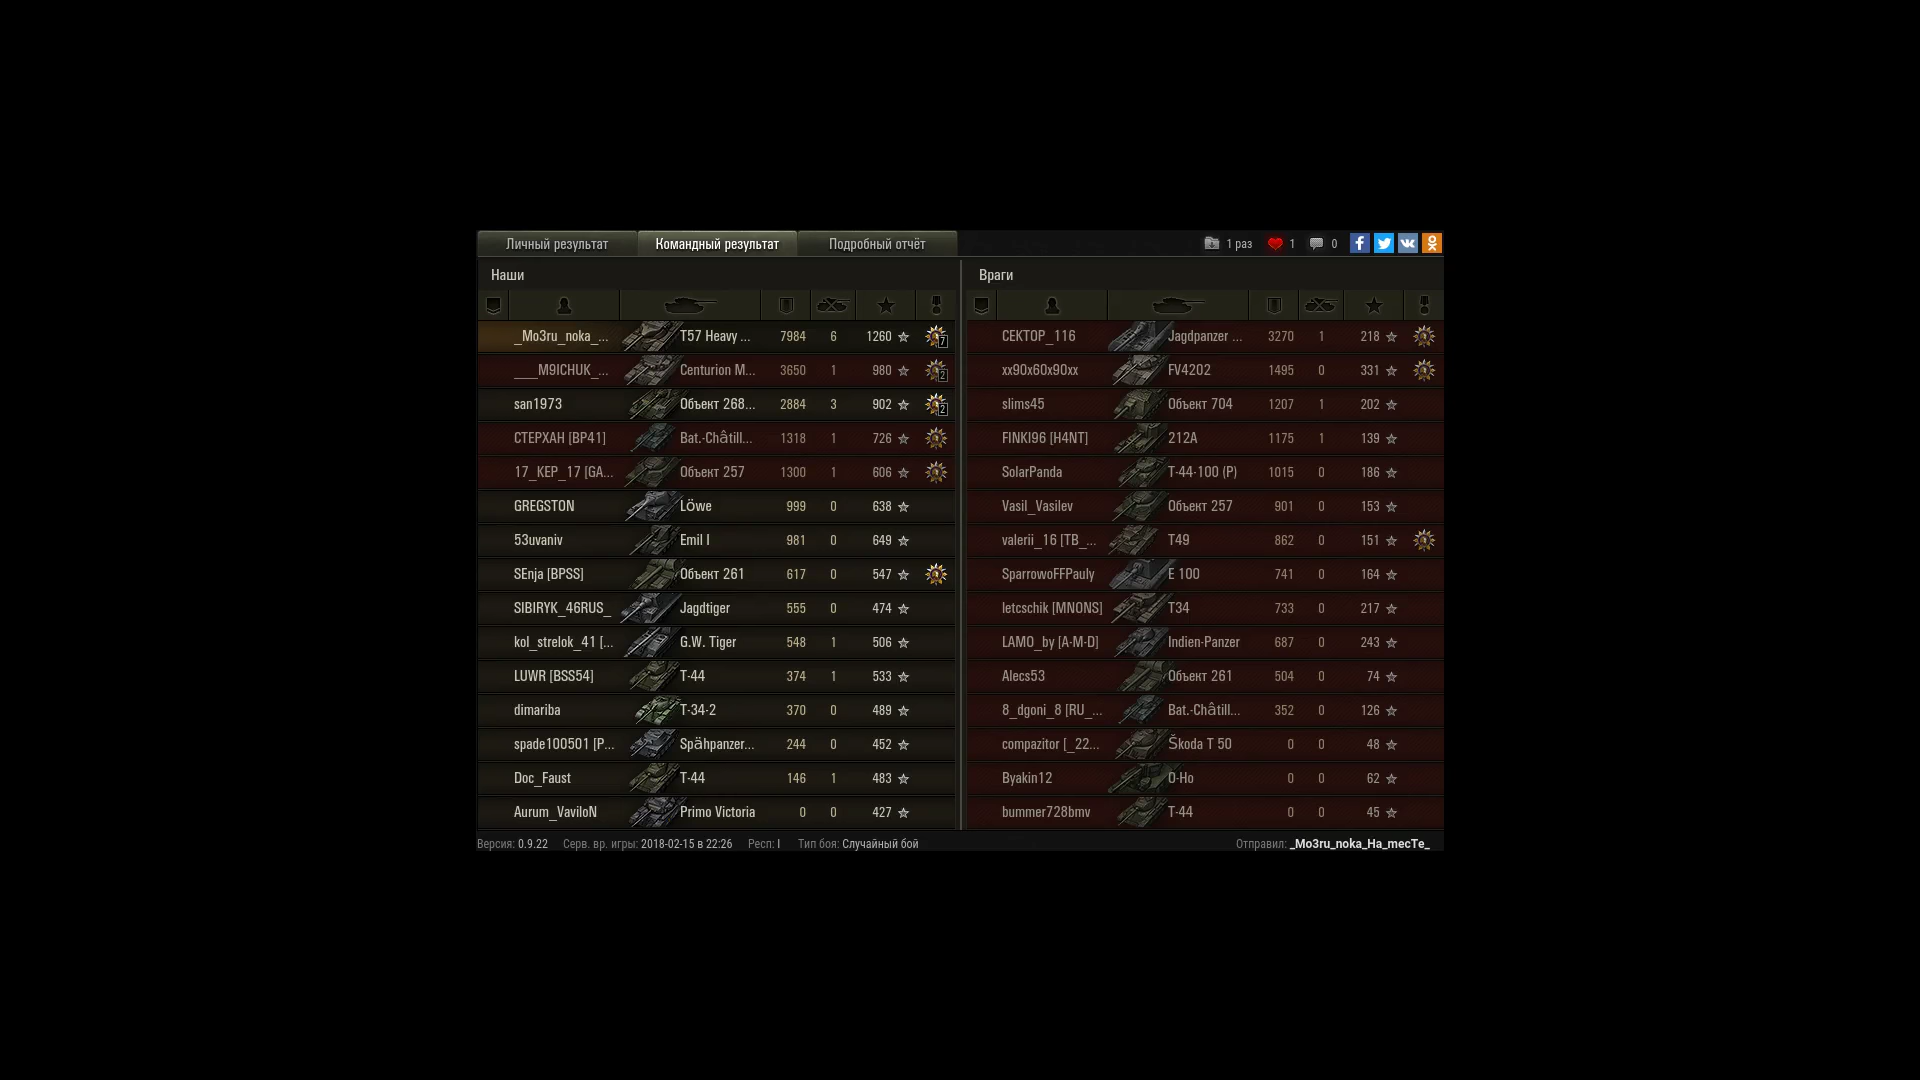 Личный результат Командный результат Подробный отчёт 1 раз 1 0
Наши Враги
_Mo3ru_noka_... T57 Heavy ... 7984 6 1260 7 CEKTOP_116 Jagdpanzer ... 3270 1 218
___M9ICHUK_... Centurion M... 3650 1 980 2 xx90x60x90xx FV4202 1495 0 331
san1973 Объект 268... 2884 3 902 2 slims45 Объект 704 1207 1 202
CTEPXAH [BP41] Bat.-Châtill... 1318 1 726 FINKI96 [H4NT] 212A 1175 1 139
17_KEP_17 [GA... Объект 257 1300 1 606 SolarPanda Т-44-100 (Р) 1015 0 186
GREGSTON Löwe 999 0 638 Vasil_Vasilev Объект 257 901 0 153
53uvaniv Emil I 981 0 649 valerii_16 [TB_... T49 862 0 151
SEnja [BPSS] Объект 261 617 0 547 SparrowoFFPauly E 100 741 0 164
SIBIRYK_46RUS_ Jagdtiger 555 0 474 letcschik [MNONS] T34 733 0 217
kol_strelok_41 [... G.W. Tiger 548 1 506 LAMO_by [A-M-D] Indien-Panzer 687 0 243
LUWR [BSS54] Т-44 374 1 533 Alecs53 Объект 261 504 0 74
dimariba T-34-2 370 0 489 8_dgoni_8 [RU_... Bat.-Châtill... 352 0 126
spade100501 [P... Spähpanzer... 244 0 452 compazitor [_22... Škoda T 50 0 0 48
Doc_Faust Т-44 146 1 483 Byakin12 O-Ho 0 0 62
Aurum_VaviloN Primo Victoria 0 0 427 bummer728bmv Т-44 0 0 45
Версия: 0.9.22 Серв. вр. игры: 2018-02-15 в 22:26 Респ: I Тип боя: Случайный бой Отправил: _Mo3ru_noka_Ha_mecTe_